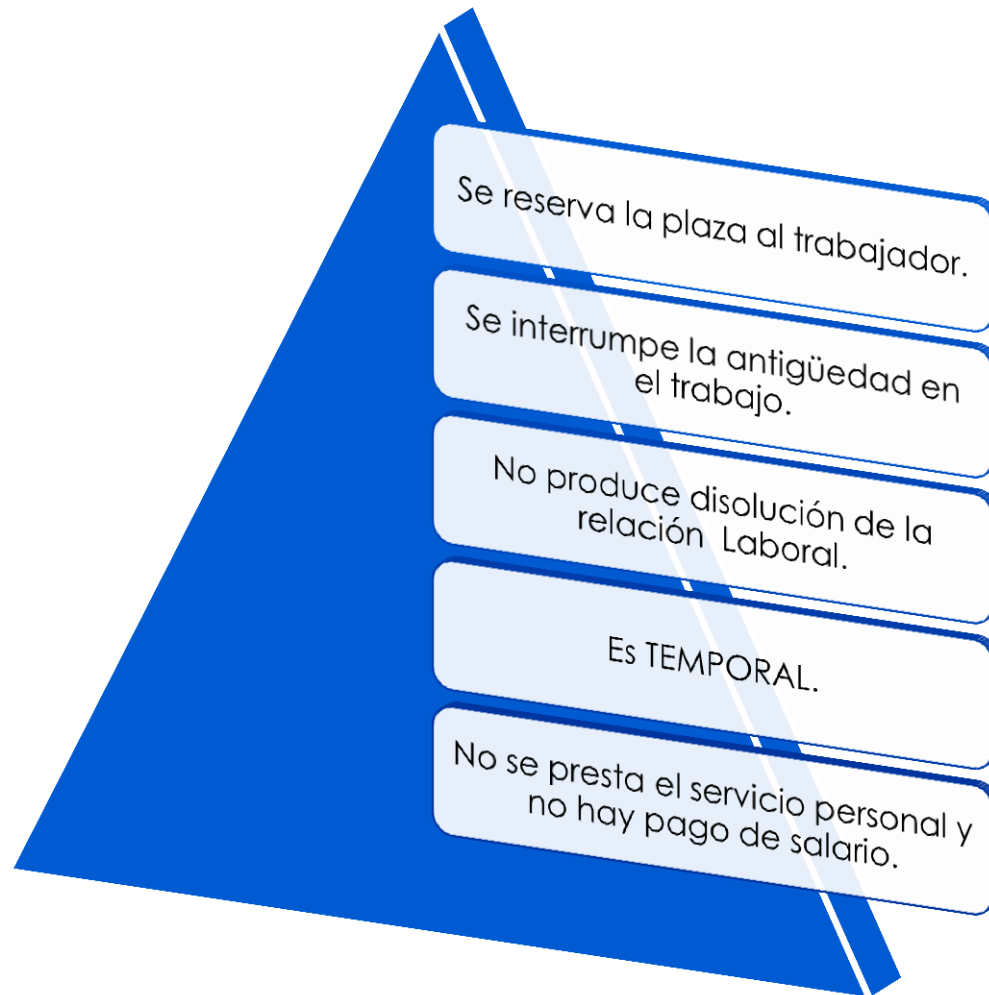 Se reserva la plaza al trabajador.
Se interrumpe la antigüedad en
el trabajo.
No produce disolución de la
relación Laboral.
Es TEMPORAL.
No se presta el servicio personal y
no hay pago de salario.